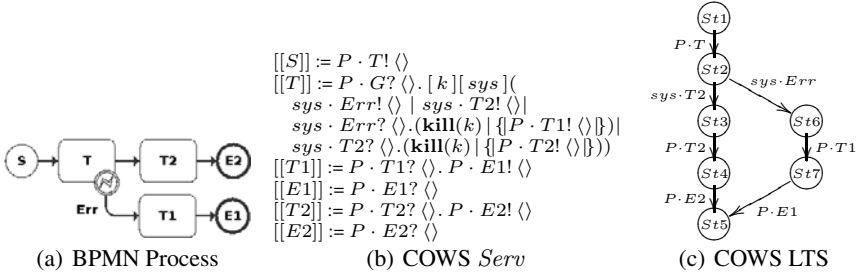 S
T
T2
E2
Err
T1
E1
(a) BPMN Process
[[S]] := P · T! ⟨⟩
[[T]] := P · G? ⟨⟩. [ k ][ sys ](
sys · Err! ⟨⟩ | sys · T2! ⟨⟩|
sys · Err? ⟨⟩.(kill(k) | {|P · T1! ⟨⟩|})|
sys · T2? ⟨⟩.(kill(k) | {|P · T2! ⟨⟩|}))
[[T1]] := P · T1? ⟨⟩. P · E1! ⟨⟩
[[E1]] := P · E1? ⟨⟩
[[T2]] := P · T2? ⟨⟩. P · E2! ⟨⟩
[[E2]] := P · E2? ⟨⟩
(b) COWS Serv
St1
P·T
St2
sys·Err
sys·T2
St3
St6
P·T2
P·T1
St4
St7
P·E2
P·E1
St5
(c) COWS LTS